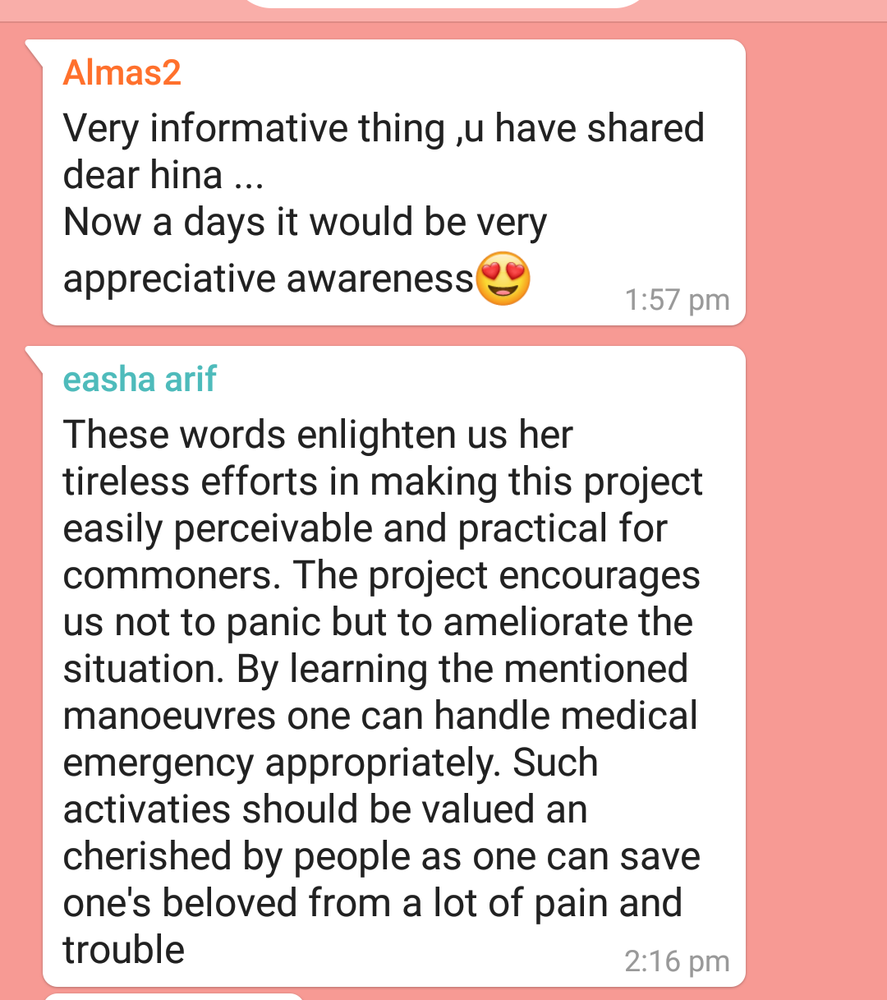 Almas2
Very informative thing ,u have shared
dear hina ...
Now a days it would be very
appreciative awareness😍
1:57 pm
easha arif
These words enlighten us her
tireless efforts in making this project
easily perceivable and practical for
commoners. The project encourages
us not to panic but to ameliorate the
situation. By learning the mentioned
manoeuvres one can handle medical
emergency appropriately. Such
activaties should be valued an
cherished by people as one can save
one's beloved from a lot of pain and
trouble
2:16 pm